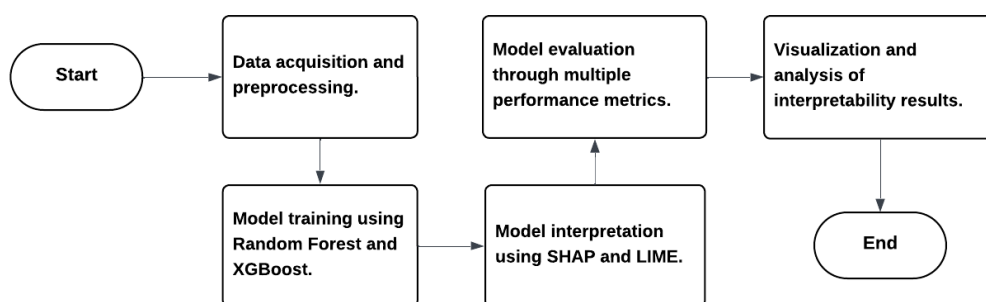 Start
Data acquisition and
preprocessing.
Model training using
Random Forest and
XGBoost.
Model interpretation
using SHAP and LIME.
Model evaluation
through multiple
performance metrics.
Visualization and
analysis of
interpretability results.
End